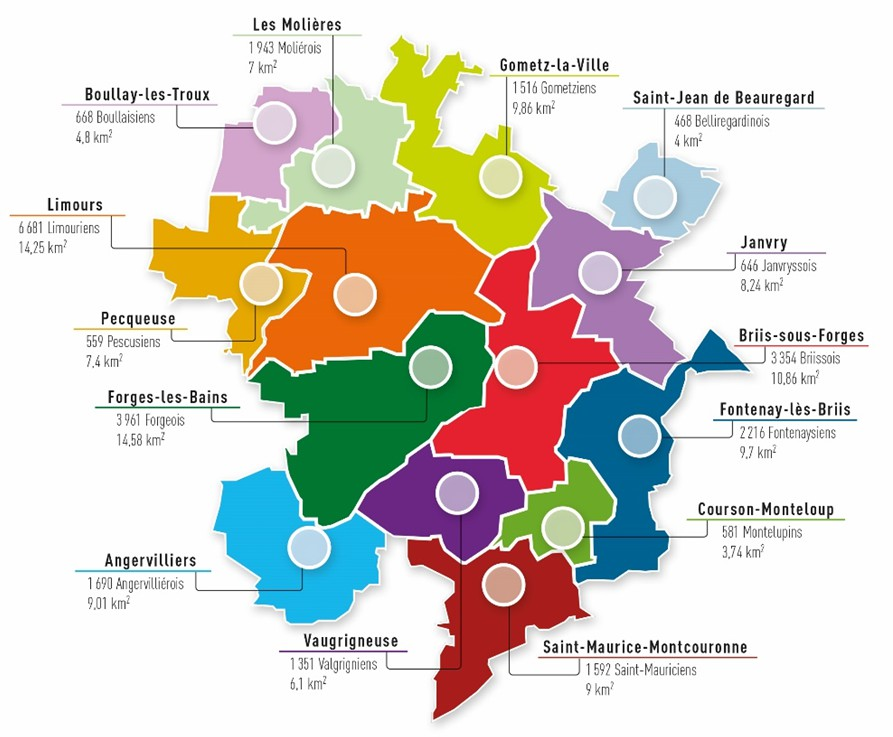 Les Molières
1 943 Moliérois
7 km²
Gometz-la-Ville
1 516 Gometziens
9,86 km²
Boullay-les-Troux
668 Boullaisiens
4,8 km²
Saint-Jean de Beauregard
468 Belliregardinois
4 km²
Limours
6 681 Limouriens
14,25 km²
Janvry
646 Janvryssois
8,24 km²
Pecqueuse
559 Pescusiens
7,4 km²
Briis-sous-Forges
3 354 Briissois
10,86 km²
Forges-les-Bains
3 961 Forgeois
14,58 km²
Fontenay-lès-Briis
2 216 Fontenaysiens
9,7 km²
Courson-Monteloup
581 Montelupins
3,74 km²
Angervilliers
1 690 Angervilliérois
9,01 km²
Vaugrigneuse
1 351 Valgrigniens
6,1 km²
Saint-Maurice-Montcouronne
1 592 Saint-Mauriciens
9 km²